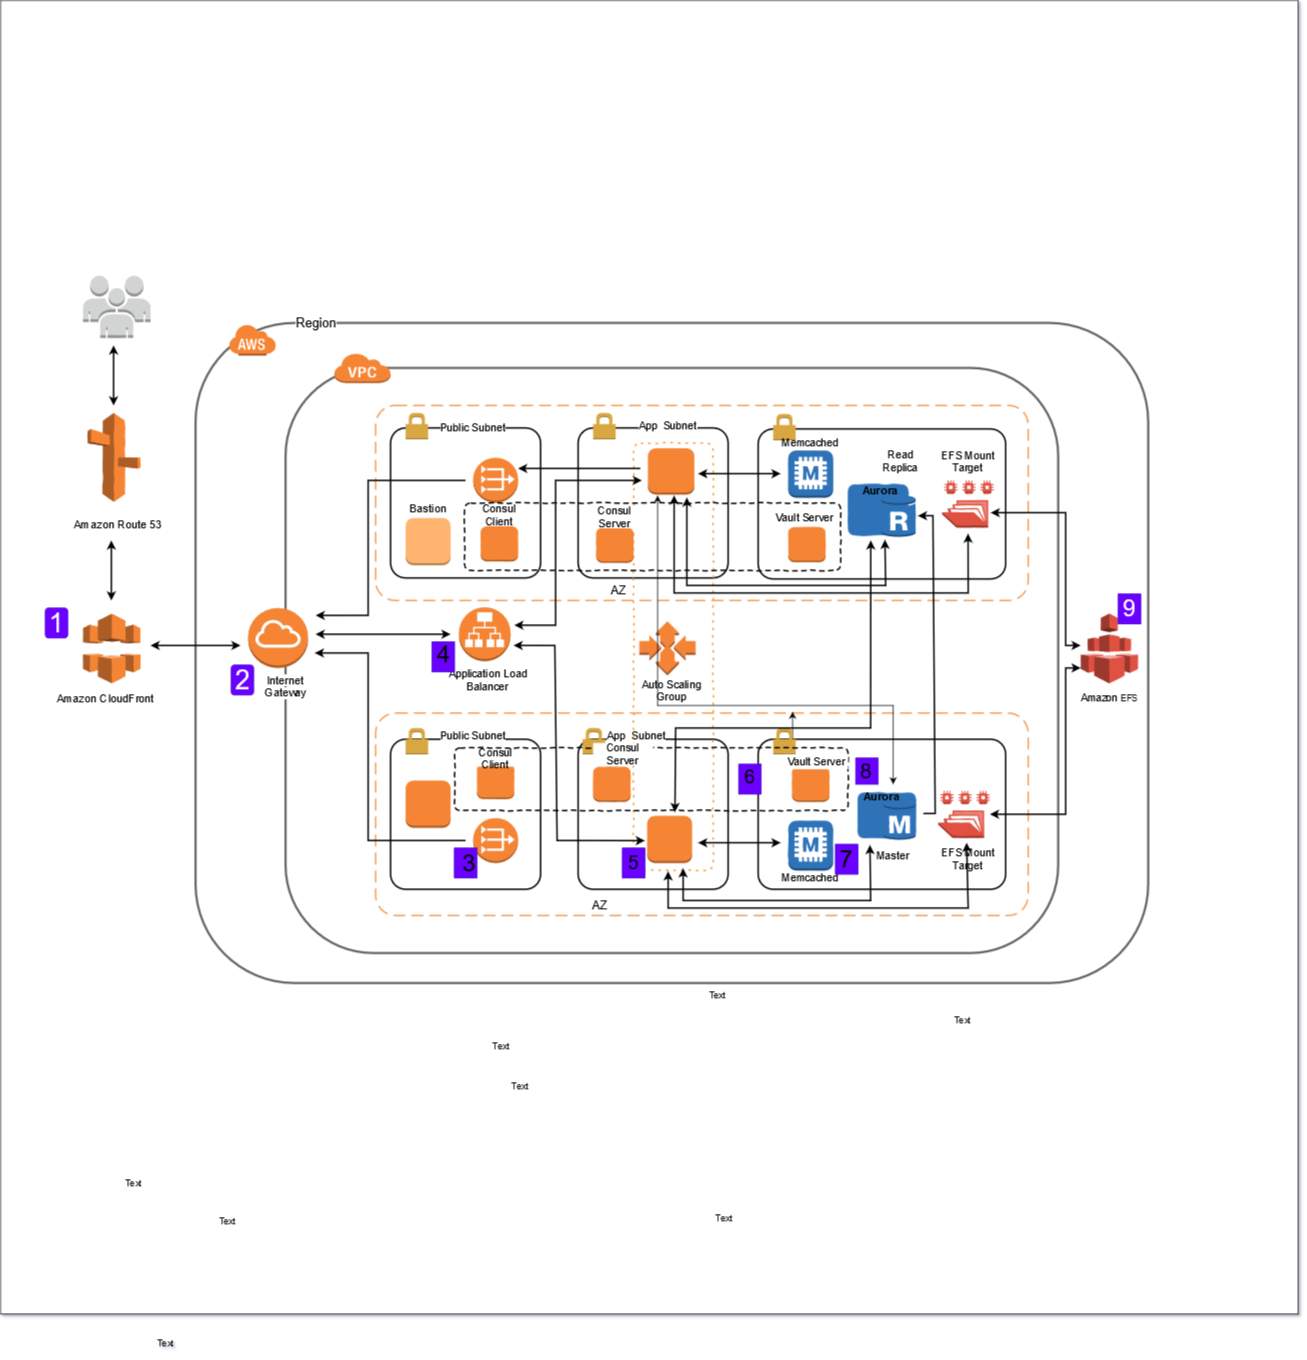 Region
AWS
VPC
Public Subnet
App Subnet
Memcached
M
Read
Replica
EFS Mount
Target
Aurora
R
Bastion
Consul
Client
Consul
Server
Vault Server
Amazon Route 53
AZ
1
9
4
2
Application Load
Balancer
Internet
Gateway
Auto Scaling
Group
Amazon CloudFront
Amazon EFS
Public Subnet
App Subnet
Consul
Client
Consul
Server
6
Vault Server
8
Aurora
M
Master
EFS Mount
Target
3
5
M
7
Memcached
AZ
Text
Text
Text
Text
Text
Text
Text
Text